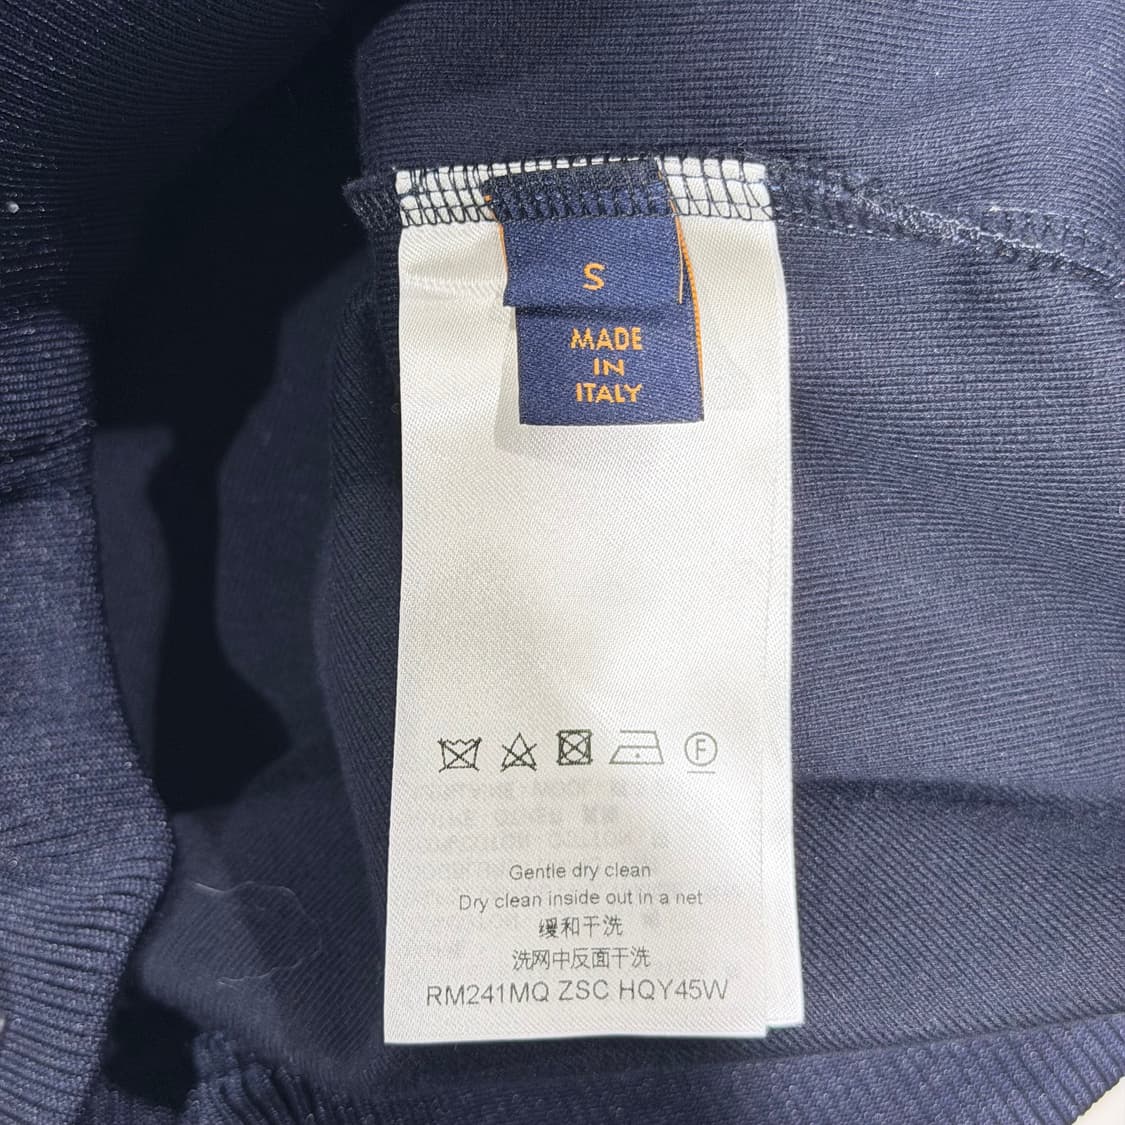 S
MADE
IN
ITALY
F
Gentle dry clean
Dry clean inside out in a net
缓和干洗
洗网中反面干洗
RM241MQ ZSC HQY45W